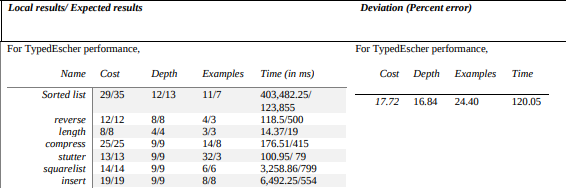 Local results/ Expected results Deviation (Percent error)
For TypedEscher performance, For TypedEscher performance,
Name Cost Depth Examples Time (in ms) Cost Depth Examples Time
Sorted list 29/35 12/13 11/7 403,482.25/ 17.72 16.84 24.40 120.05
123,855
reverse 12/12 8/8 4/3 118.5/500
length 8/8 4/4 3/3 14.37/19
compress 25/25 9/9 14/8 176.51/415
stutter 13/13 9/9 32/3 100.95/ 79
squarelist 14/14 9/9 6/6 3,258.86/799
insert 19/19 9/9 8/8 6,492.25/554